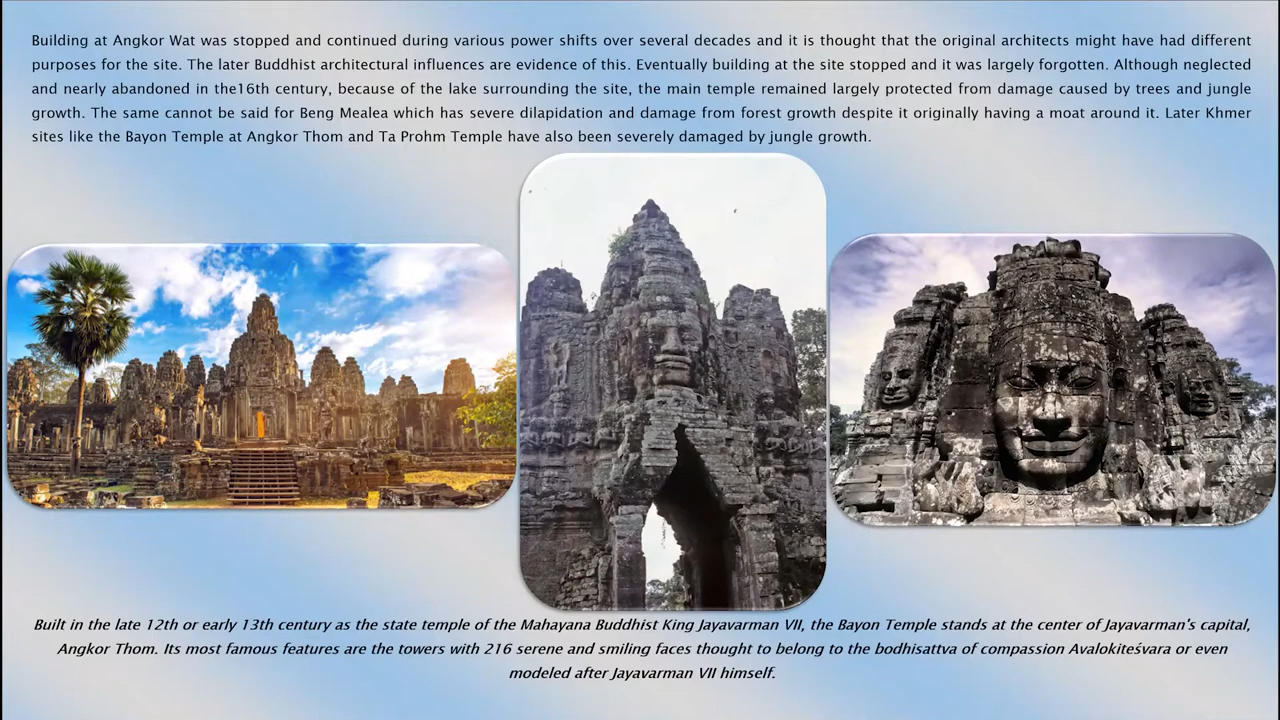 Building at Angkor Wat was stopped and continued during various power shifts over several decades and it is thought that the original architects might have had different
purposes for the site. The later Buddhist architectural influences are evidence of this. Eventually building at the site stopped and it was largely forgotten. Although neglected
and nearly abandoned in the16th century, because of the lake surrounding the site, the main temple remained largely protected from damage caused by trees and jungle
growth. The same cannot be said for Beng Mealea which has severe dilapidation and damage from forest growth despite it originally having a moat around it. Later Khmer
sites like the Bayon Temple at Angkor Thom and Ta Prohm Temple have also been severely damaged by jungle growth.
Built in the late 12th or early 13th century as the state temple of the Mahayana Buddhist King Jayavarman VII, the Bayon Temple stands at the center of Jayavarman's capital,
Angkor Thom. Its most famous features are the towers with 216 serene and smiling faces thought to belong to the bodhisattva of compassion Avalokiteśvara or even
modeled after Jayavarman VII himself.